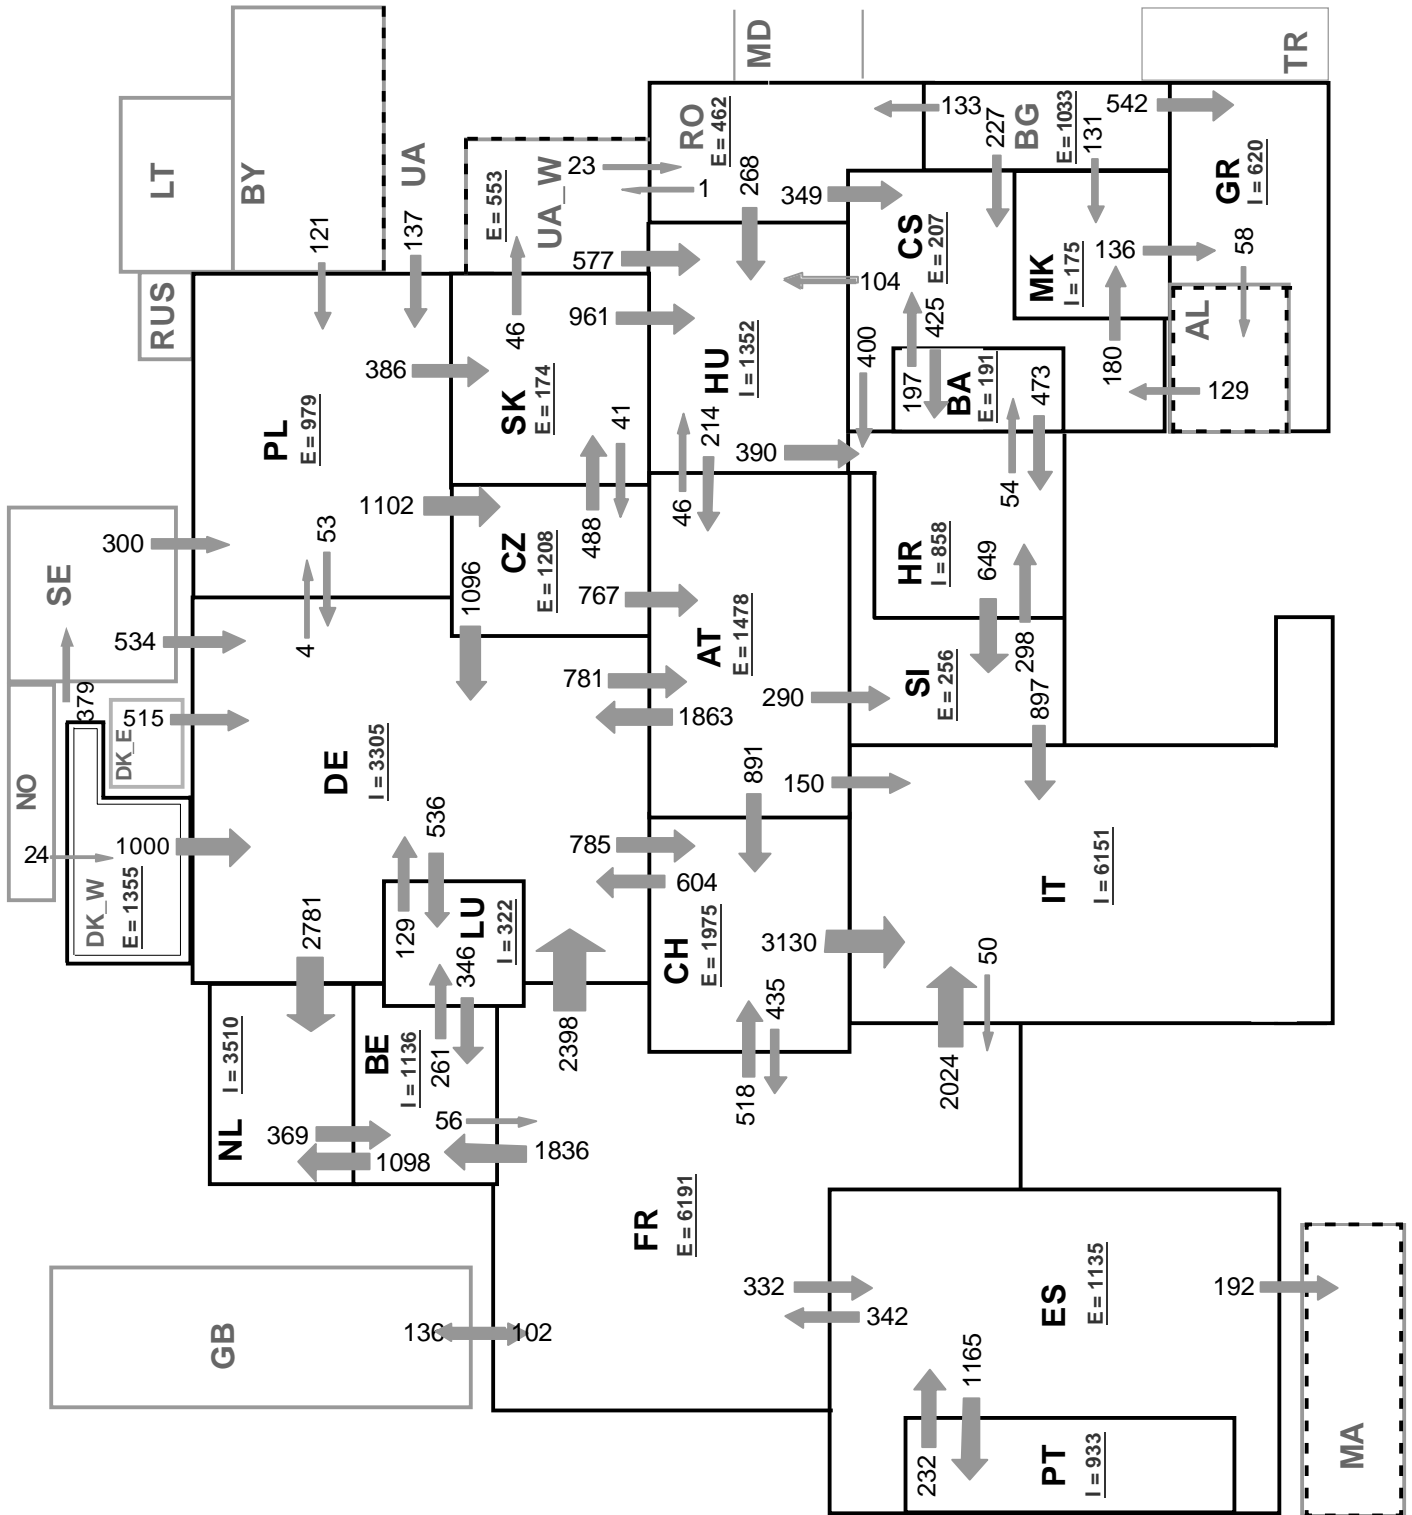 MD
TR
LT
BY
UA
RUS
UA_W
E = 553
RO
E = 462
BG
E = 1033
GR
I = 620
CS
E = 207
MK
I = 175
AL
HU
I = 1352
BA
E = 191
PL
E = 979
SK
E = 174
CZ
E = 1208
HR
I = 858
SI
E = 256
AT
E = 1478
SE
NO
DK_E
DK_W
E = 1355
DE
I = 3305
LU
I = 322
CH
E = 1975
IT
I = 6151
NL
I = 3510
BE
I = 1136
FR
E = 6191
GB
ES
E = 1135
PT
I = 933
MA
133
542
227
131
23
1
268
349
121
137
577
136
58
104
46
961
425
400
197
180
129
386
41
473
214
390
46
54
1102
488
53
300
1096
767
649
534
4
298
781
290
897
379
515
1863
891
150
536
785
24
1000
604
129
2781
346
3130
50
435
261
2398
518
2024
56
369
1098
1836
332
192
342
136
102
1165
232